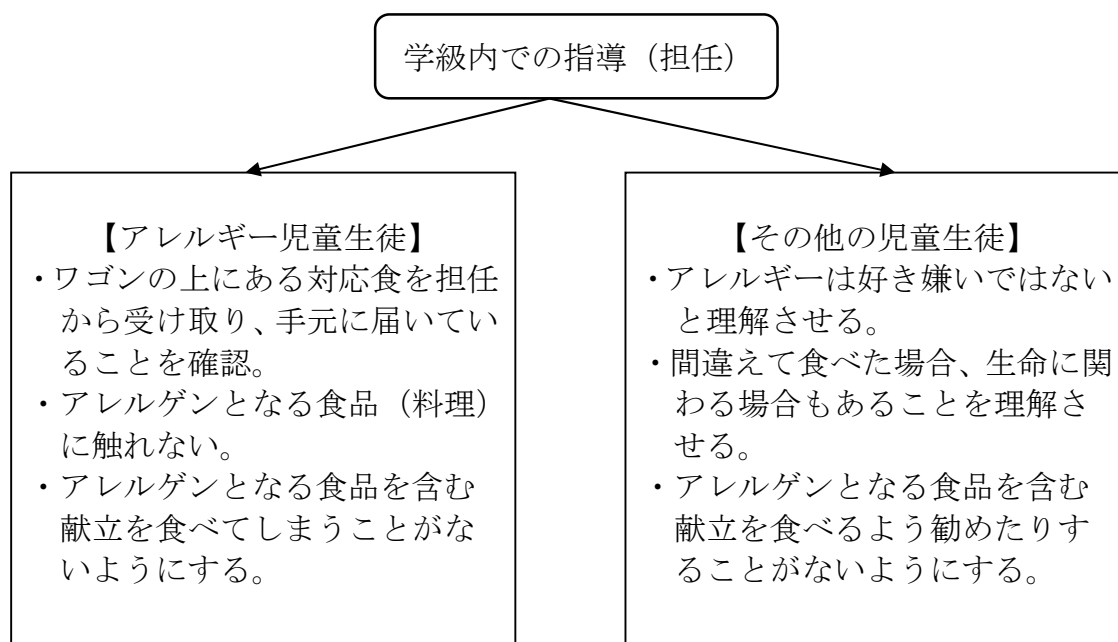 学級内での指導（担任）
【アレルギー児童生徒】
・ワゴンの上にある対応食を担任
から受け取り、手元に届いてい
ることを確認。
・アレルゲンとなる食品（料理）
に触れない。
・アレルゲンとなる食品を含む
献立を食べてしまうことがな
いようにする。
【その他の児童生徒】
・アレルギーは好き嫌いではない
と理解させる。
・間違えて食べた場合、生命に関
わる場合もあることを理解さ
せる。
・アレルゲンとなる食品を含む
献立を食べるよう勧めたりす
ることがないようにする。